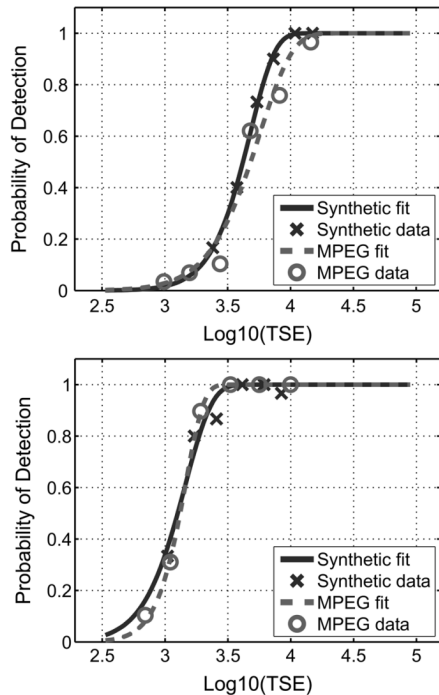 1
0.8
0.6
0.4
0.2
0
Probability of Detection
2.5 3 3.5 4 4.5 5
Log10(TSE)
Synthetic fit
Synthetic data
MPEG fit
MPEG data
1
0.8
0.6
0.4
0.2
0
Probability of Detection
2.5 3 3.5 4 4.5 5
Log10(TSE)
Synthetic fit
Synthetic data
MPEG fit
MPEG data